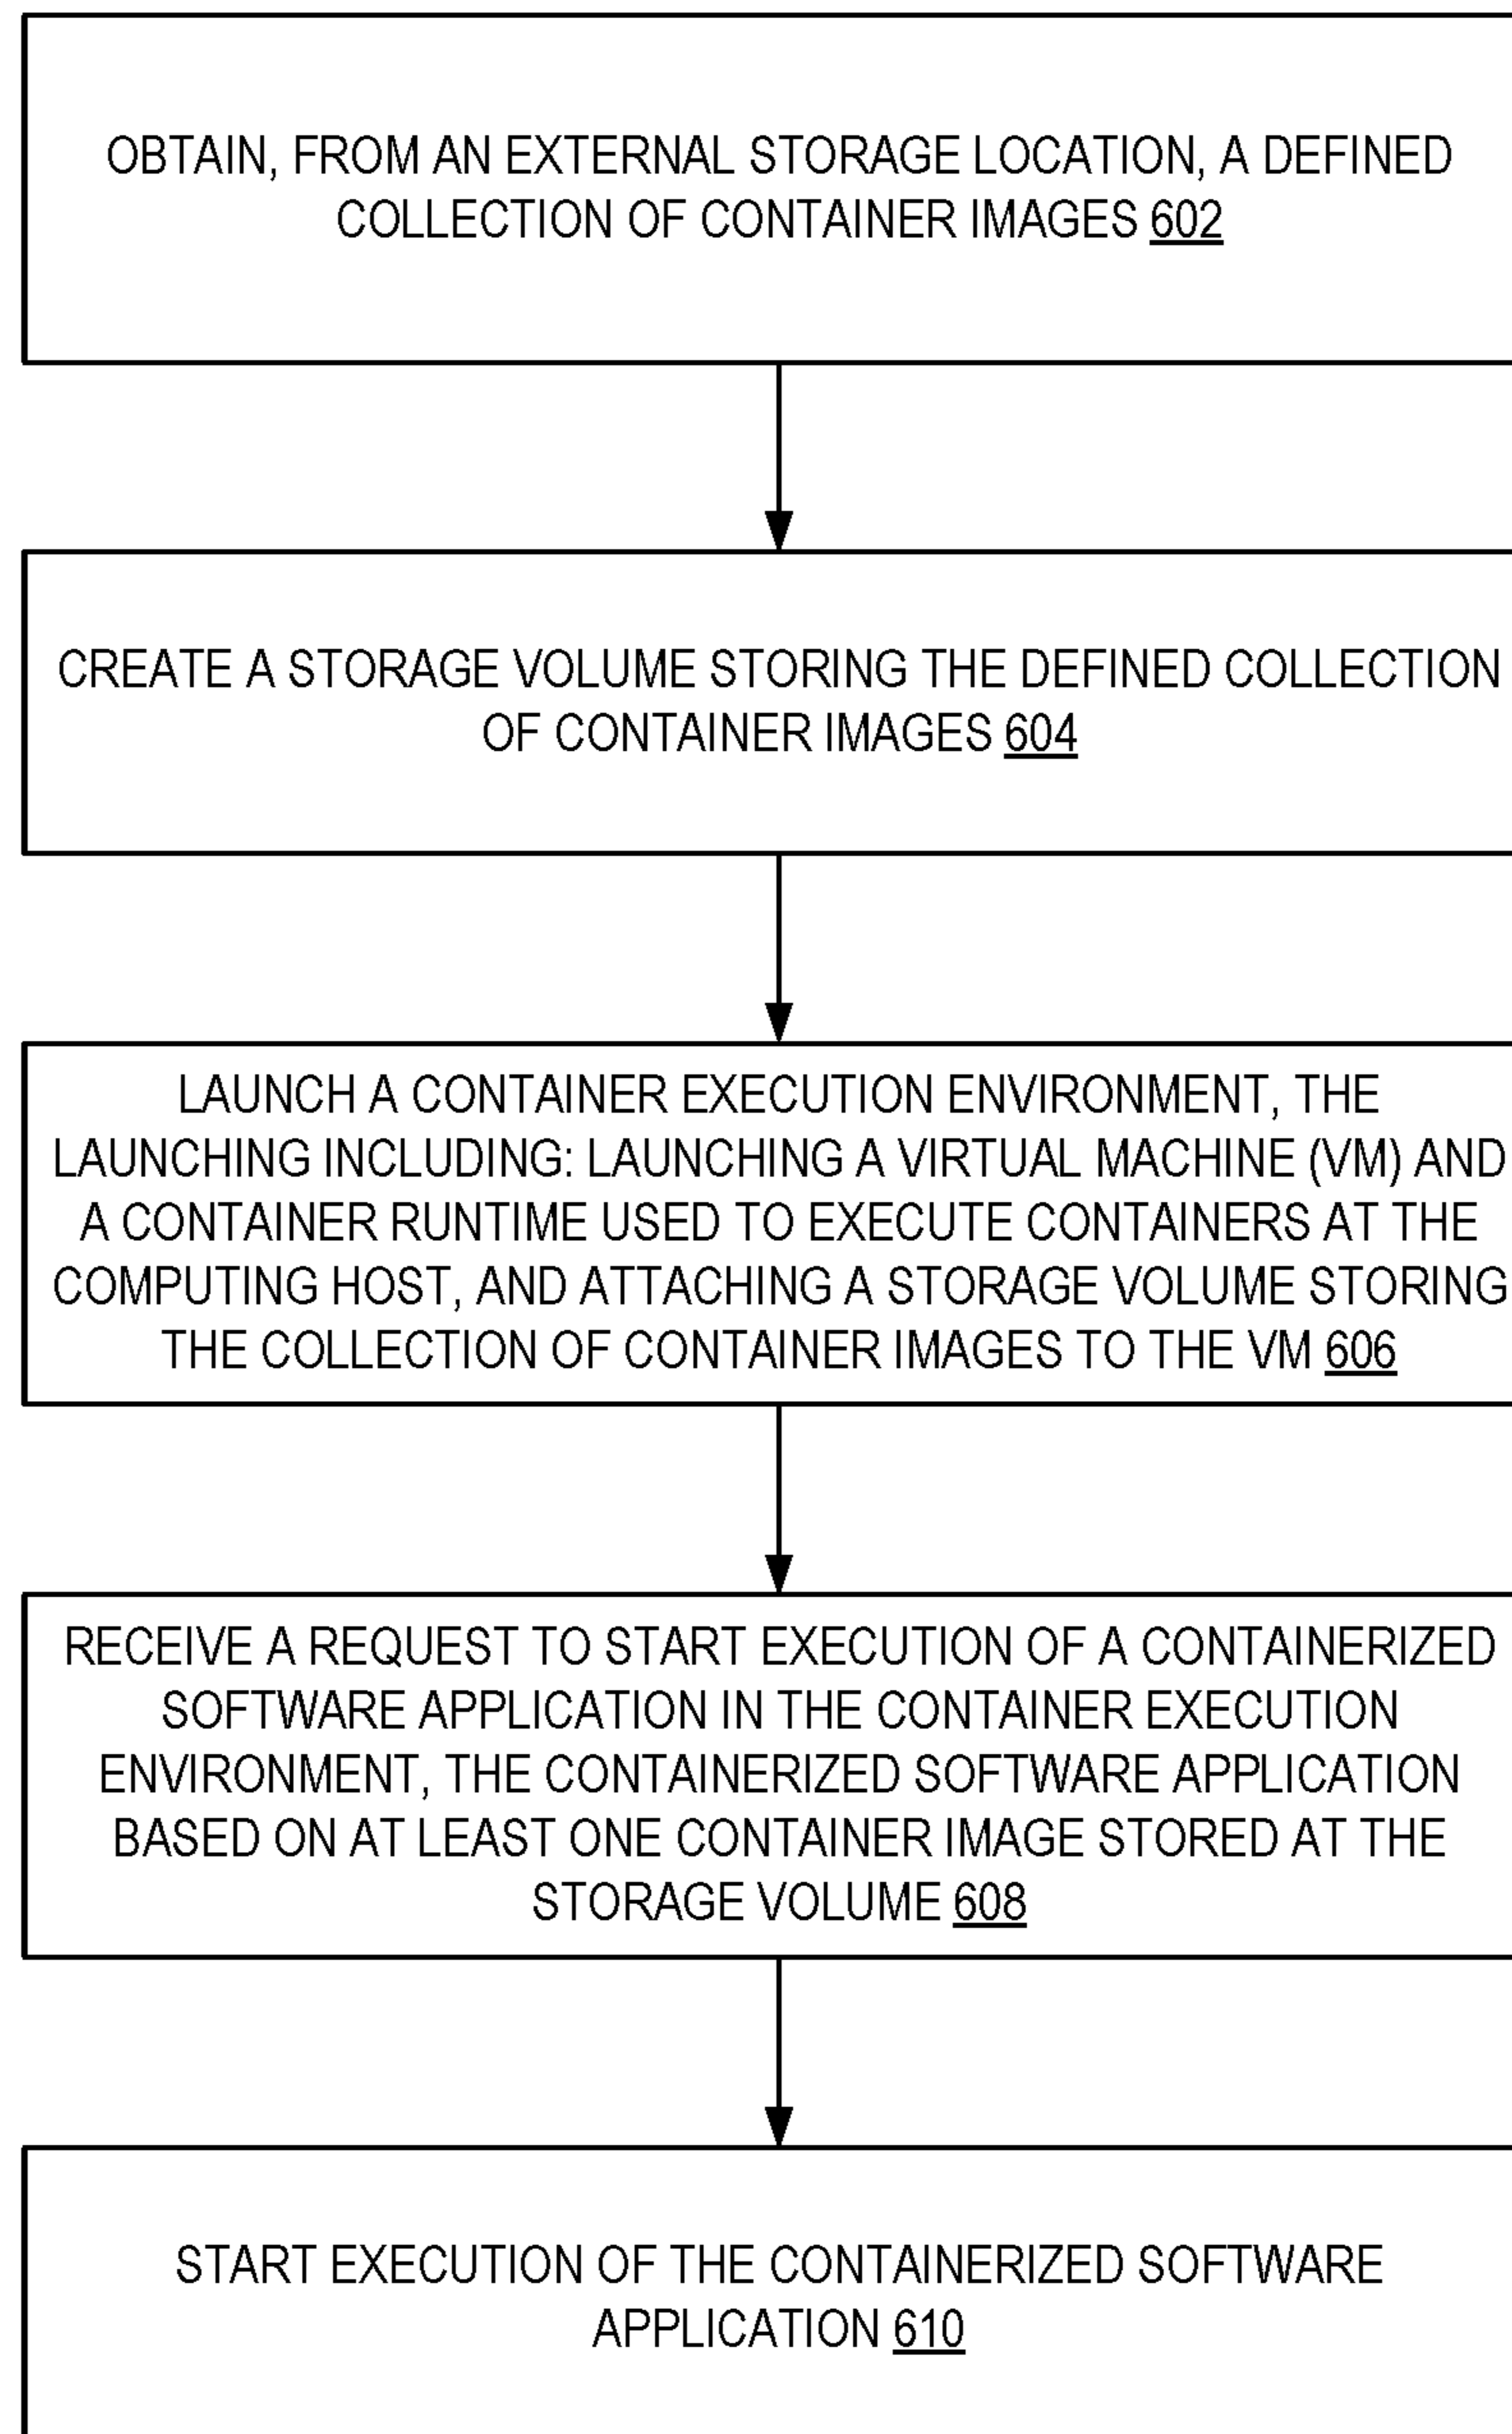 OBTAIN, FROM AN EXTERNAL STORAGE LOCATION, A DEFINED
COLLECTION OF CONTAINER IMAGES 602
CREATE A STORAGE VOLUME STORING THE DEFINED COLLECTION
OF CONTAINER IMAGES 604
LAUNCH A CONTAINER EXECUTION ENVIRONMENT, THE
LAUNCHING INCLUDING: LAUNCHING A VIRTUAL MACHINE (VM) AND
A CONTAINER RUNTIME USED TO EXECUTE CONTAINERS AT THE
COMPUTING HOST, AND ATTACHING A STORAGE VOLUME STORING
THE COLLECTION OF CONTAINER IMAGES TO THE VM 606
RECEIVE A REQUEST TO START EXECUTION OF A CONTAINERIZED
SOFTWARE APPLICATION IN THE CONTAINER EXECUTION
ENVIRONMENT, THE CONTAINERIZED SOFTWARE APPLICATION
BASED ON AT LEAST ONE CONTAINER IMAGE STORED AT THE
STORAGE VOLUME 608
START EXECUTION OF THE CONTAINERIZED SOFTWARE
APPLICATION 610